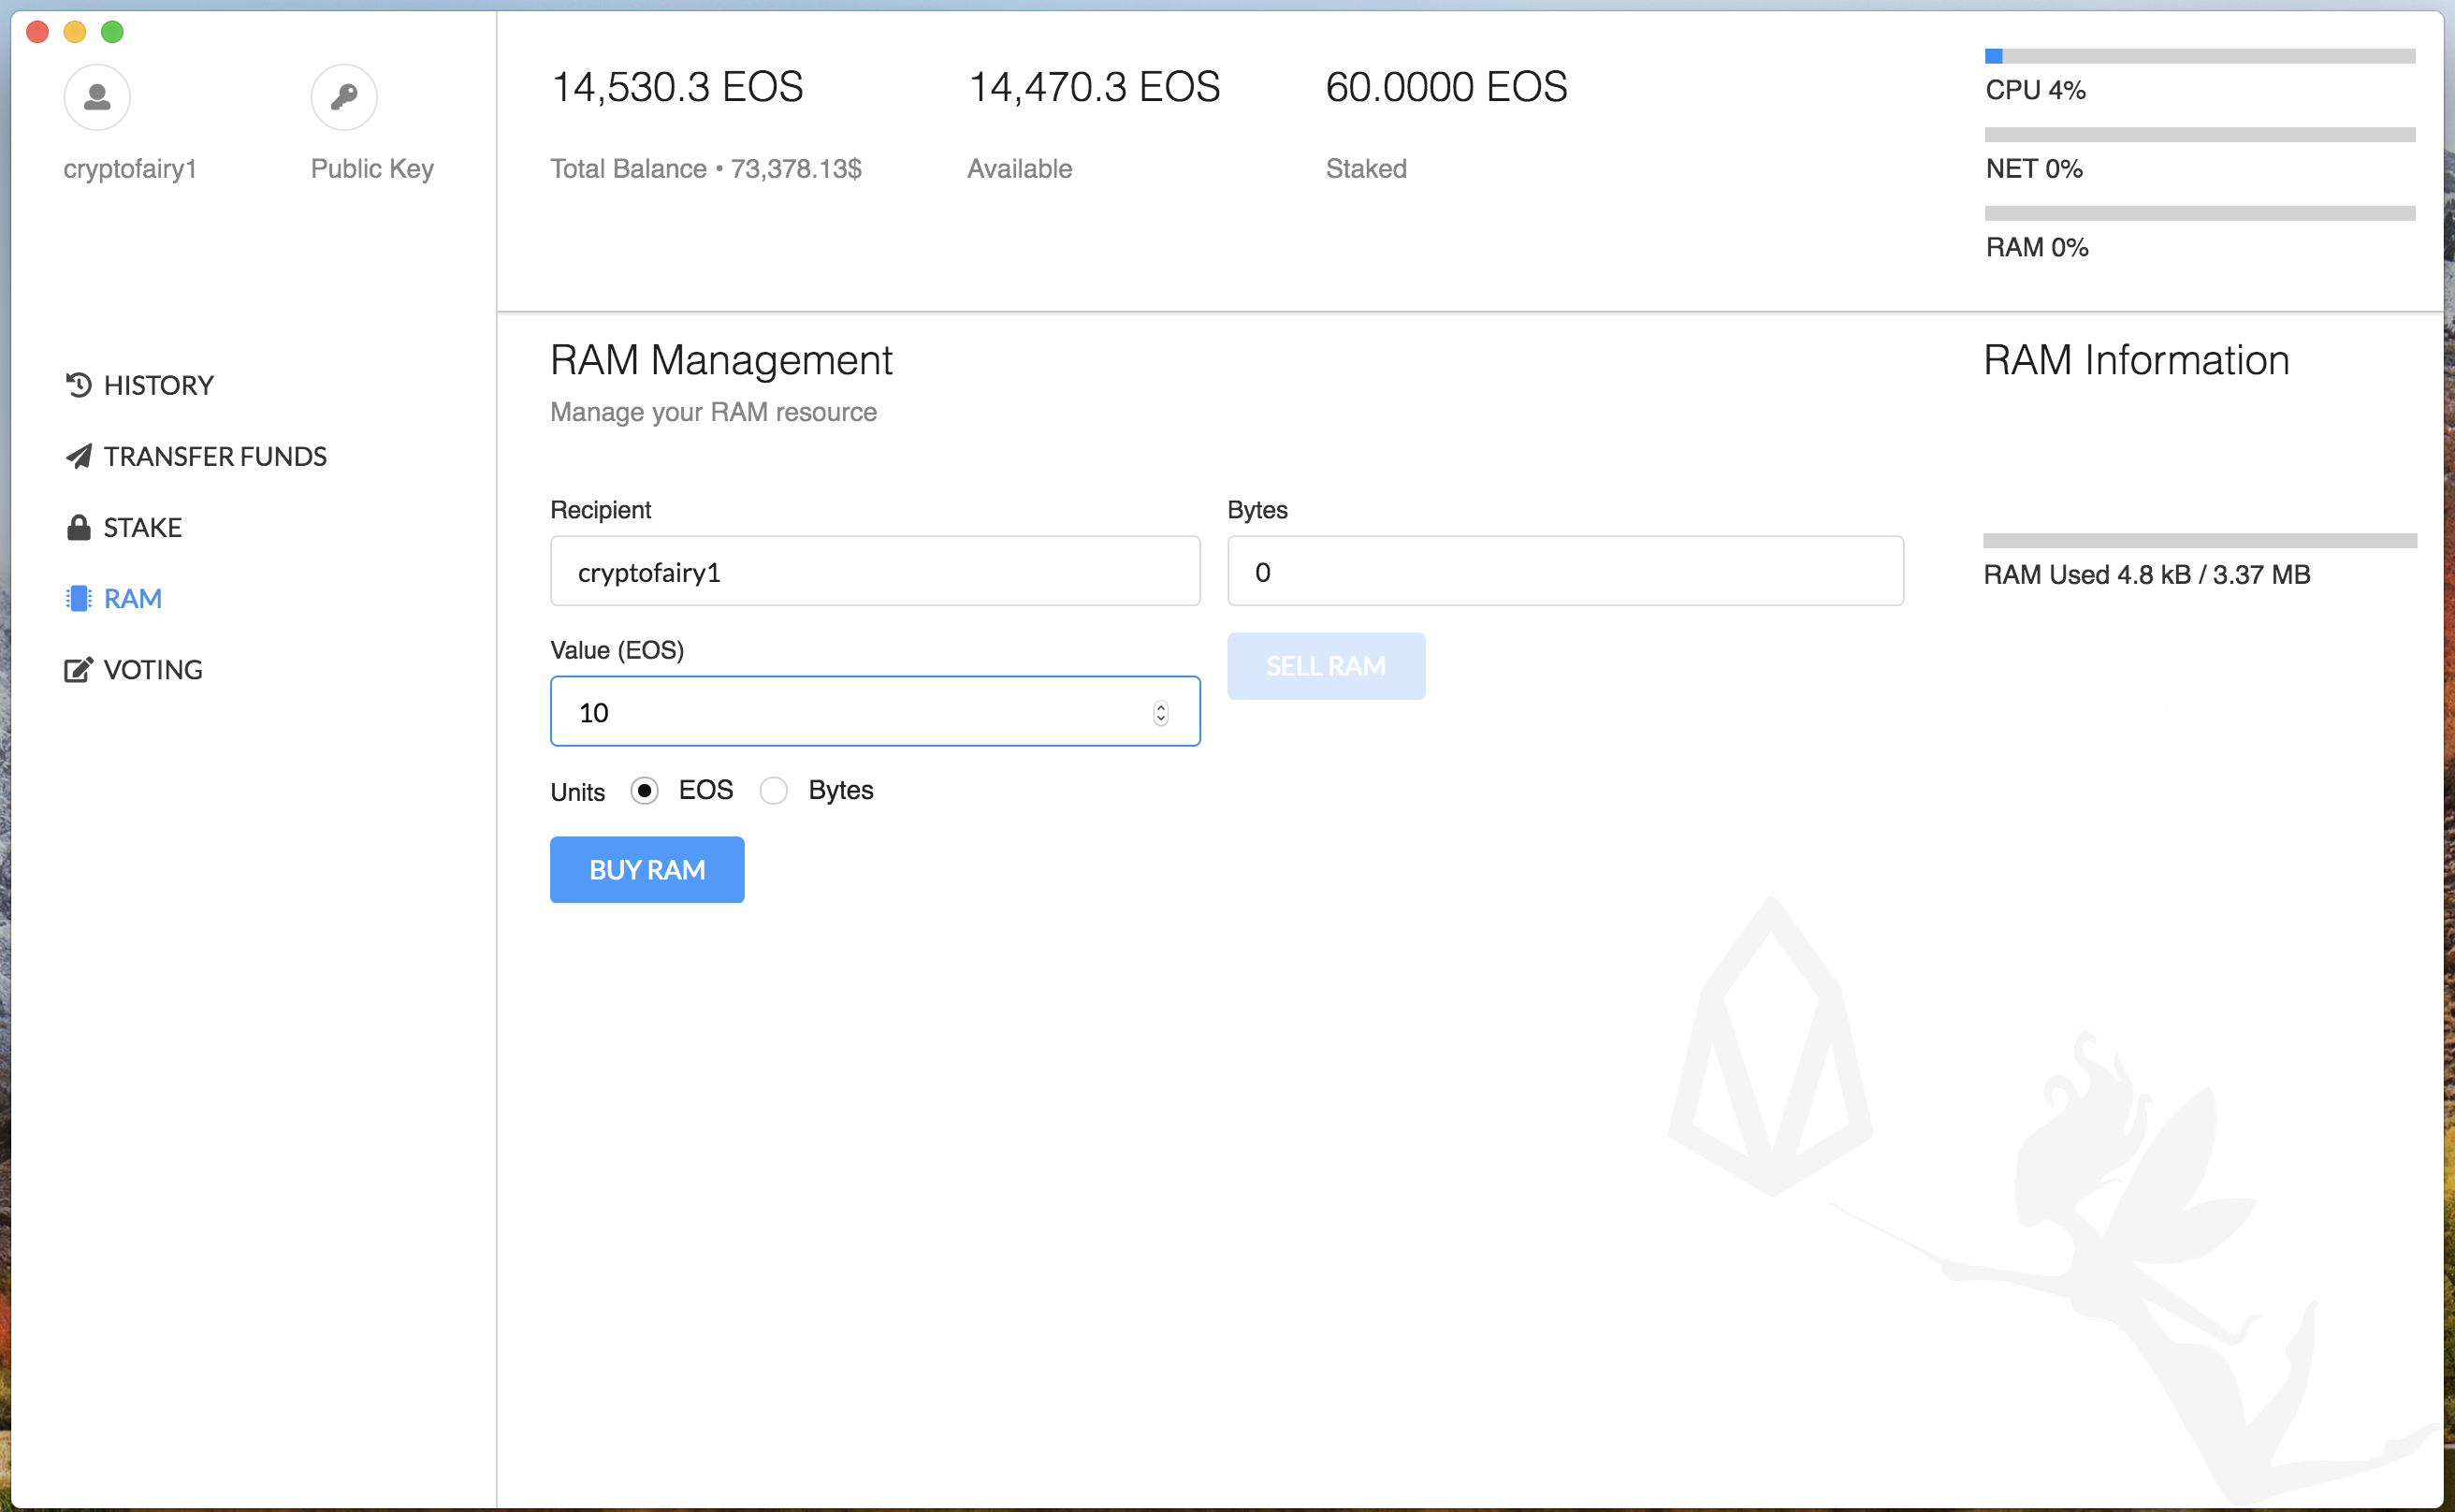 cryptofairy1
Public Key
HISTORY
TRANSFER FUNDS
STAKE
RAM
VOTING
14,530.3 EOS
Total Balance • 73,378.13$
14,470.3 EOS
Available
60.0000 EOS
Staked
CPU 4%
NET 0%
RAM 0%
RAM Management
Manage your RAM resource
Recipient
cryptofairy1
Value (EOS)
10
Units EOS Bytes
BUY RAM
Bytes
0
SELL RAM
RAM Information
RAM Used 4.8 kB / 3.37 MB